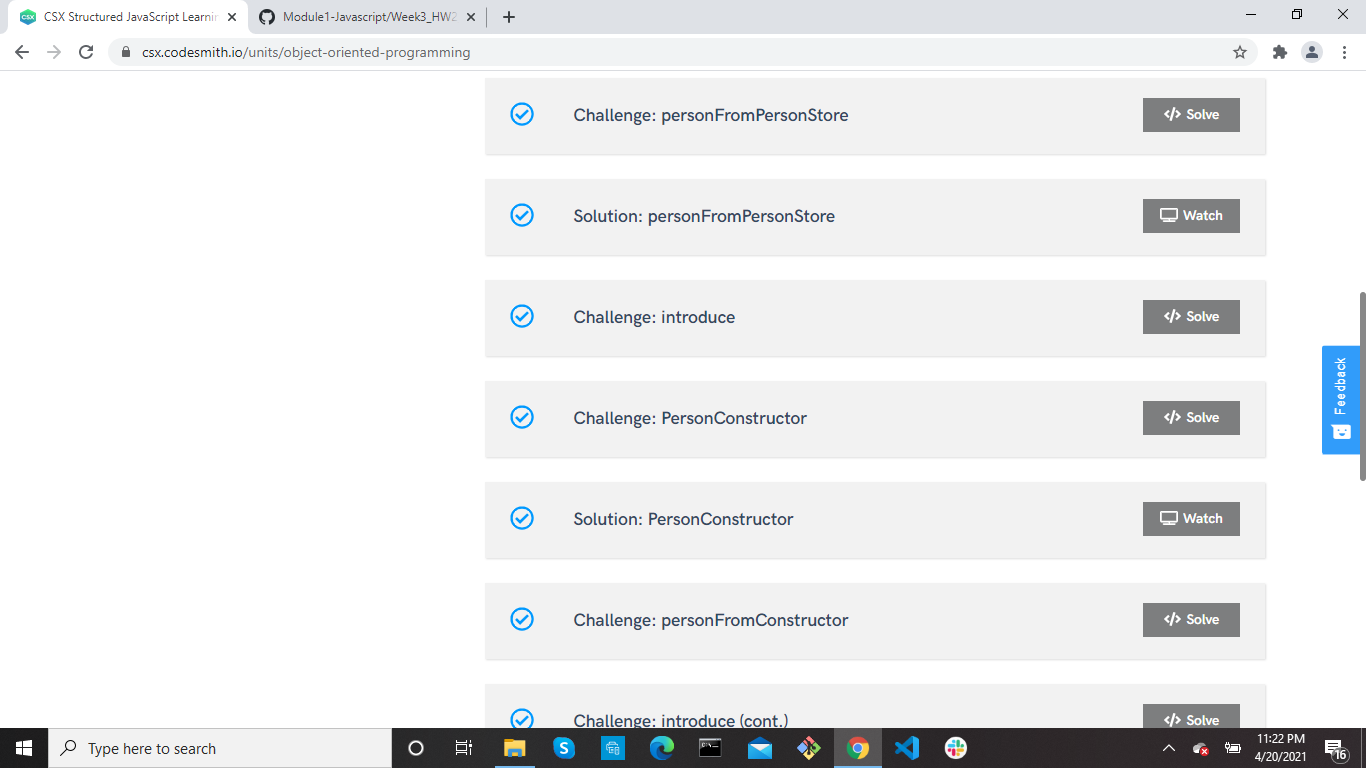 CSX Structured JavaScript Learnin
Module1-Javascript/Week3_HW2
csx.codesmith.io/units/object-oriented-programming
Challenge: personFromPersonStore
</> Solve
Solution: personFromPersonStore
Watch
Challenge: introduce
</> Solve
Challenge: PersonConstructor
</> Solve
Solution: PersonConstructor
Watch
Challenge: personFromConstructor
</> Solve
Challenge: introduce (cont.)
</> Solve
Feedback
Type here to search
11:22 PM
4/20/2021
16